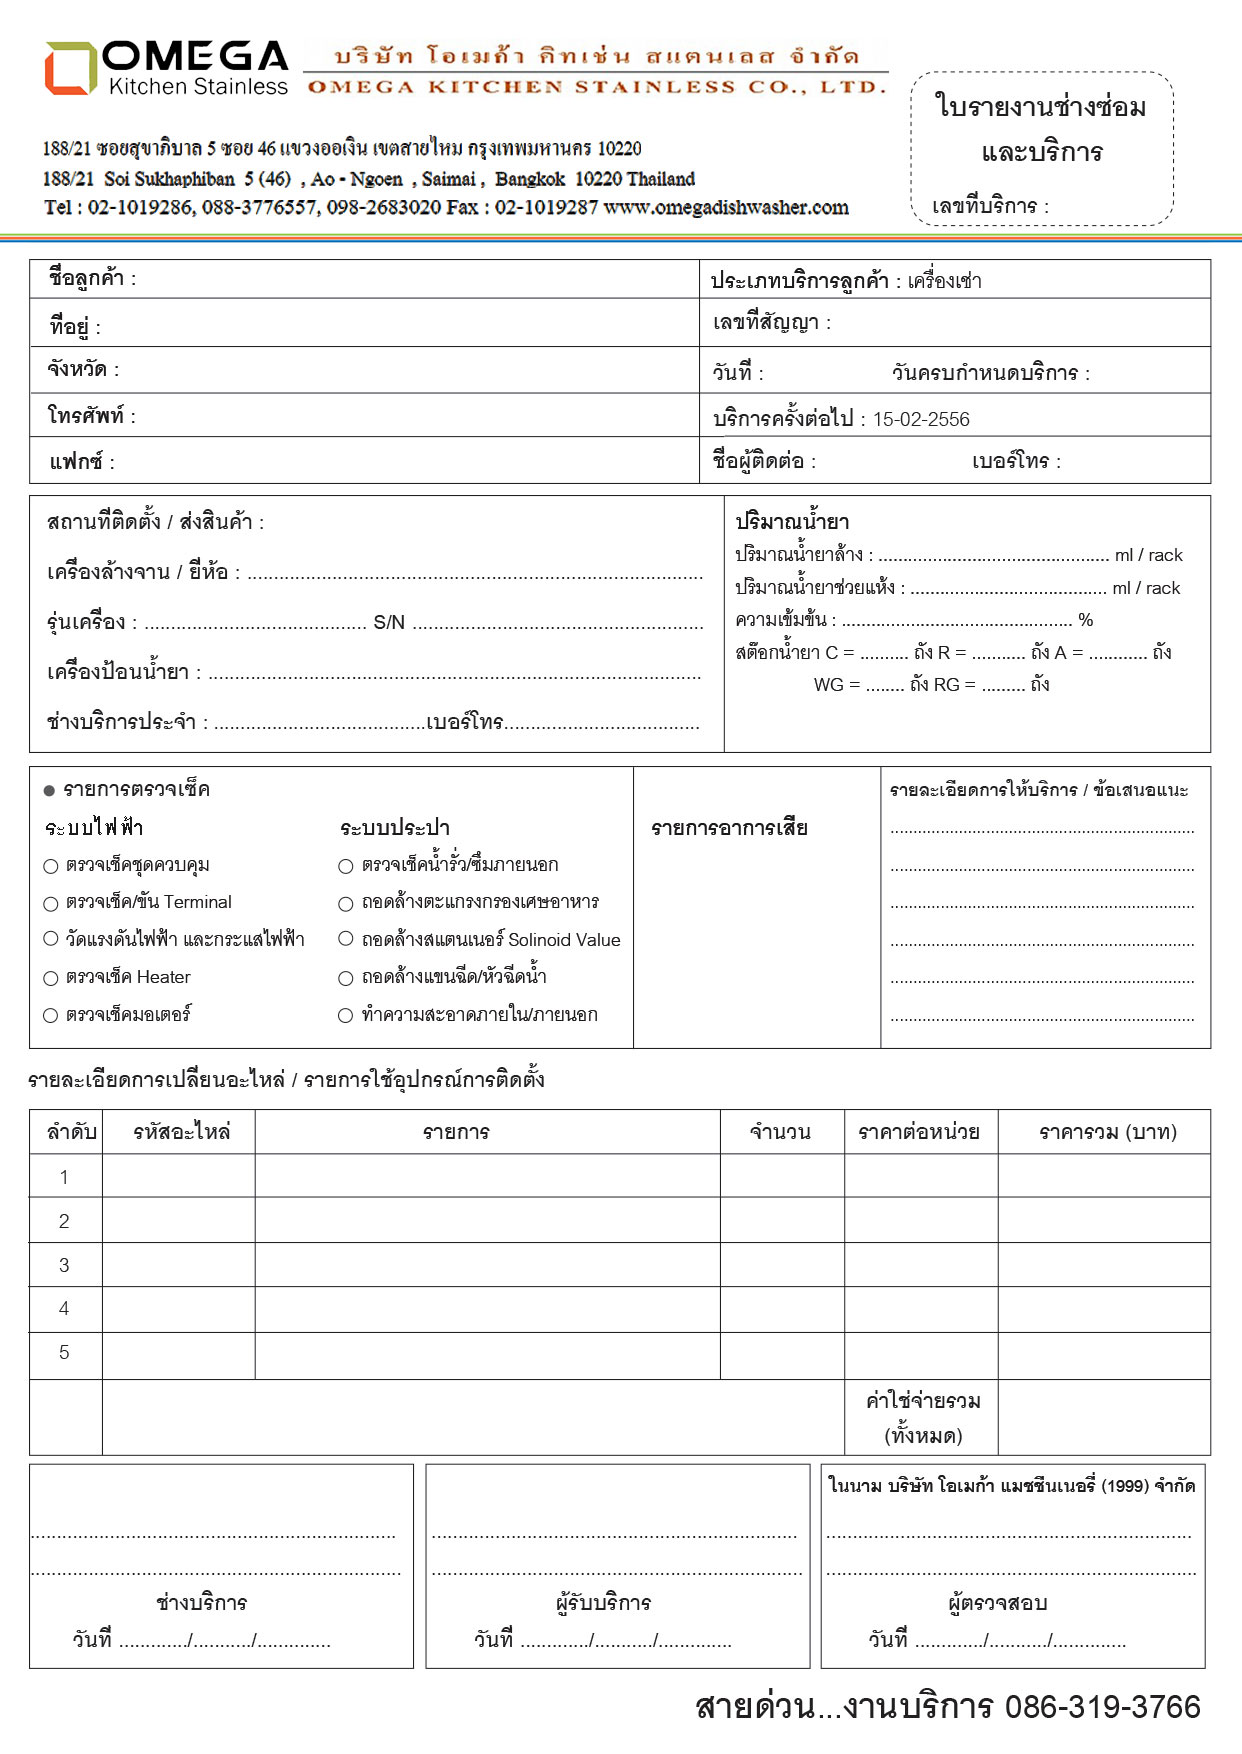 OMEGA
Kitchen Stainless
บริษัท โอเมก้า คิทเช่น สแตนเลส จำกัด
OMEGA KITCHEN STAINLESS CO., LTD.
188/21 ซอยสุขาภิบาล 5 ซอย 46 แขวงออเงิน เขตสายไหม กรุงเทพมหานคร 10220
188/21 Soi Sukhaphiban 5 (46) , Ao - Ngoen , Saimai , Bangkok 10220 Thailand
Tel : 02-1019286, 088-3776557, 098-2683020 Fax : 02-1019287 www.omegadishwasher.com
ใบรายงานช่างซ่อม
และบริการ
เลขที่บริการ :
ชื่อลูกค้า :
ประเภทบริการลูกค้า : เครื่องเช่า
ที่อยู่ :
เลขที่สัญญา :
จังหวัด :
วันที่ : วันครบกำหนดบริการ :
โทรศัพท์ :
บริการครั้งต่อไป : 15-02-2556
แฟกซ์ :
ชื่อผู้ติดต่อ : เบอร์โทร :
สถานที่ติดตั้ง / ส่งสินค้า :
เครื่องล้างจาน / ยี่ห้อ : ......................................................................................
รุ่นเครื่อง : .......................................... S/N .......................................................
เครื่องป้อนน้ำยา : .............................................................................................
ช่างบริการประจำ : ........................................เบอร์โทร.....................................
ปริมาณน้ำยา
ปริมาณน้ำยาล้าง : ............................................... ml / rack
ปริมาณน้ำยาช่วยแห้ง : ........................................ ml / rack
ความเข้มข้น : ............................................... %
สต๊อกน้ำยา C = .......... ถัง R = ........... ถัง A = ............ ถัง
WG = ........ ถัง RG = ......... ถัง
● รายการตรวจเช็ค
ระบบไฟฟ้า ระบบประปา
○ ตรวจเช็คชุดควบคุม ○ ตรวจเช็คน้ำรั่ว/ซึมภายนอก
○ ตรวจเช็ค/ขัน Terminal ○ ถอดล้างตะแกรงกรองเศษอาหาร
○ วัดแรงดันไฟฟ้า และกระแสไฟฟ้า ○ ถอดล้างสแตนเนอร์ Solinoid Value
○ ตรวจเช็ค Heater ○ ถอดล้างแขนฉีด/หัวฉีดน้ำ
○ ตรวจเช็คมอเตอร์ ○ ทำความสะอาดภายใน/ภายนอก
รายการอาการเสีย
รายละเอียดการให้บริการ / ข้อเสนอแนะ
....................................................................
....................................................................
....................................................................
....................................................................
....................................................................
....................................................................
รายละเอียดการเปลี่ยนอะไหล่ / รายการใช้อุปกรณ์การติดตั้ง
ลำดับ รหัสอะไหล่ รายการ จำนวน ราคาต่อหน่วย ราคารวม (บาท)
1
2
3
4
5
ค่าใช่จ่ายรวม
(ทั้งหมด)
......................................................................
.......................................................................
ช่างบริการ
วันที่ ............./.........../..............
......................................................................
.......................................................................
ผู้รับบริการ
วันที่ ............./.........../..............
ในนาม บริษัท โอเมก้า แมชชีนเนอรี่ (1999) จำกัด
......................................................................
.......................................................................
ผู้ตรวจสอบ
วันที่ ............./.........../..............
สายด่วน...งานบริการ 086-319-3766